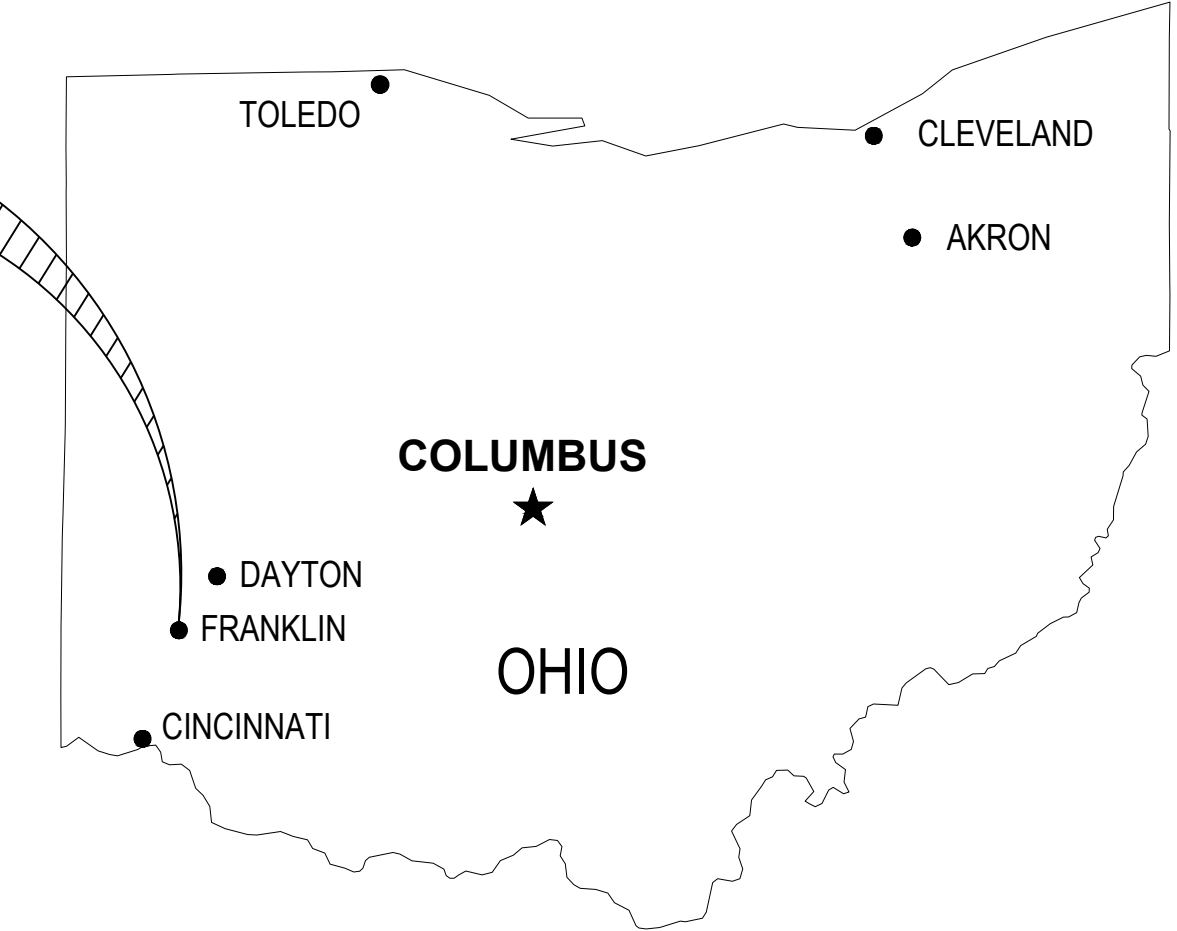 TOLEDO
CLEVELAND
AKRON
COLUMBUS
DAYTON
FRANKLIN
OHIO
CINCINNATI